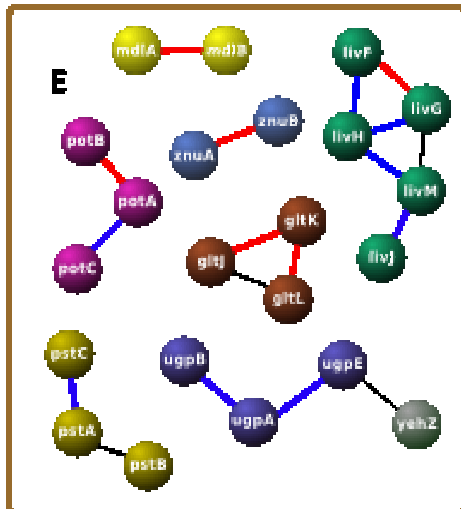 mdlA
mdlB
livF
E
livG
znuB
livH
potB
znuA
livM
potA
gltK
livJ
gltJ
potC
gltL
pstC
ugpB
ugpE
ugpA
yehZ
pstA
pstB